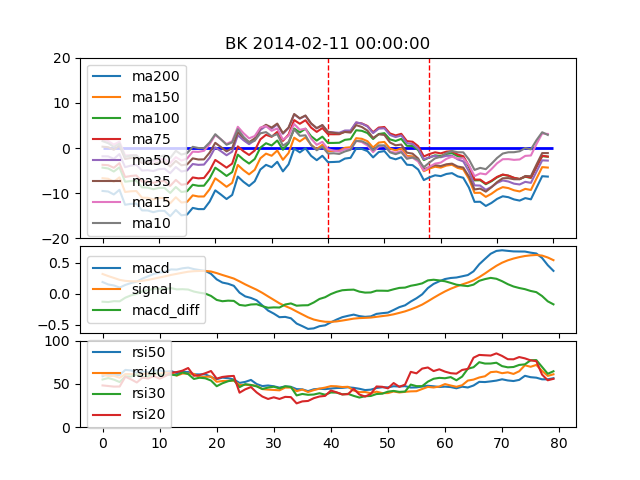 BK 2014-02-11 00:00:00
20
10
0
−10
−20
ma200
ma150
ma100
ma75
ma50
ma35
ma15
ma10
0.5
0.0
−0.5
macd
signal
macd_diff
100
50
0
rsi50
rsi40
rsi30
rsi20
0 10 20 30 40 50 60 70 80